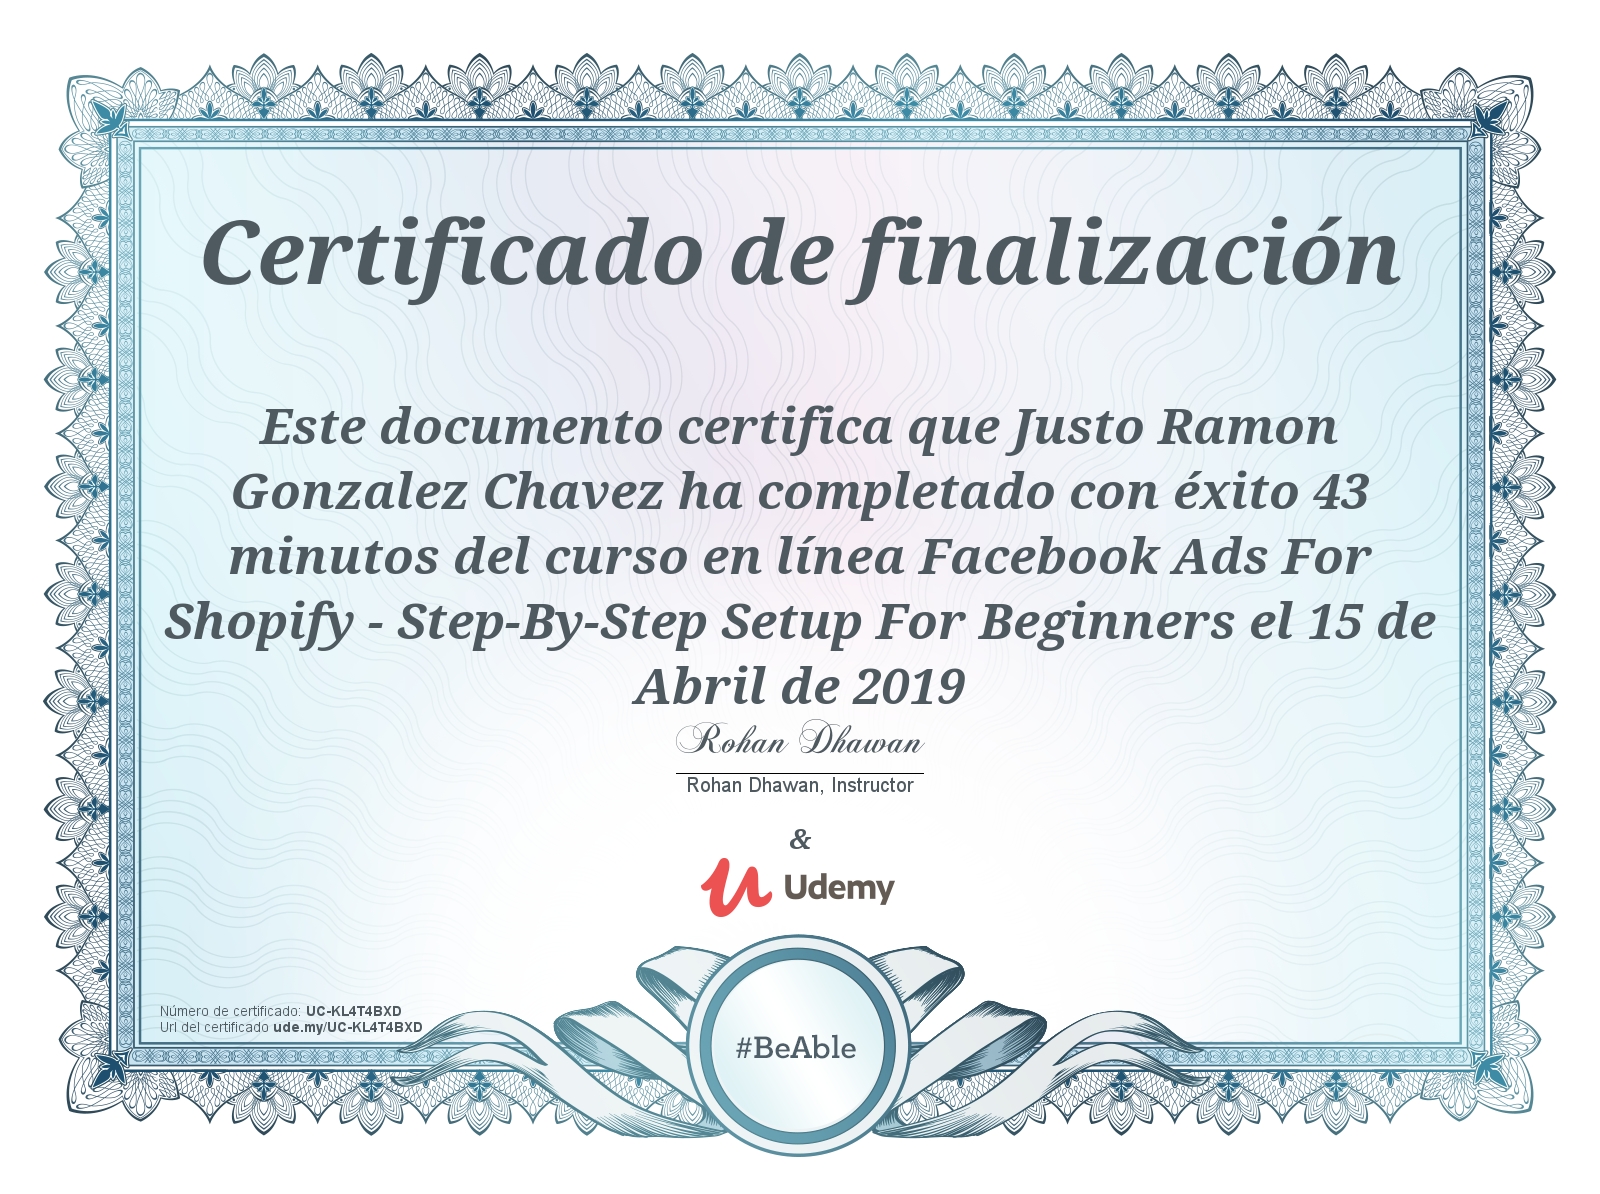 Certificado de finalización
Este documento certifica que Justo Ramon
Gonzalez Chavez ha completado con éxito 43
minutos del curso en línea Facebook Ads For
Shopify - Step-By-Step Setup For Beginners el 15 de
Abril de 2019
Rohan Dhawan
Rohan Dhawan, Instructor
&
Udemy
Número de certificado: UC-KL4T4BXD
Url del certificado ude.my/UC-KL4T4BXD
#BeAble